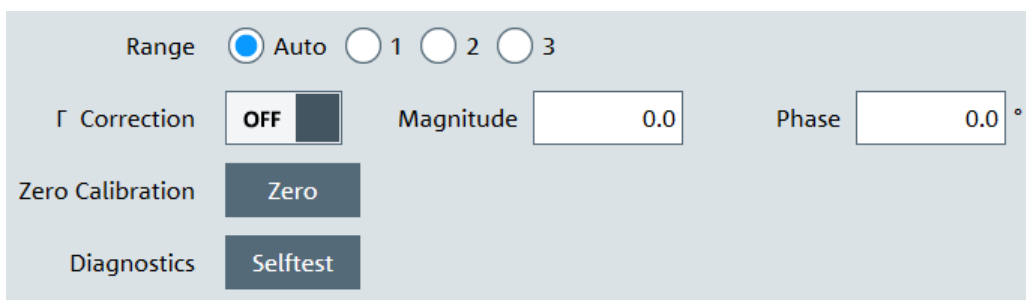 Range Auto 1 2 3
Γ Correction OFF Magnitude 0.0 Phase 0.0 °
Zero Calibration Zero
Diagnostics Selftest